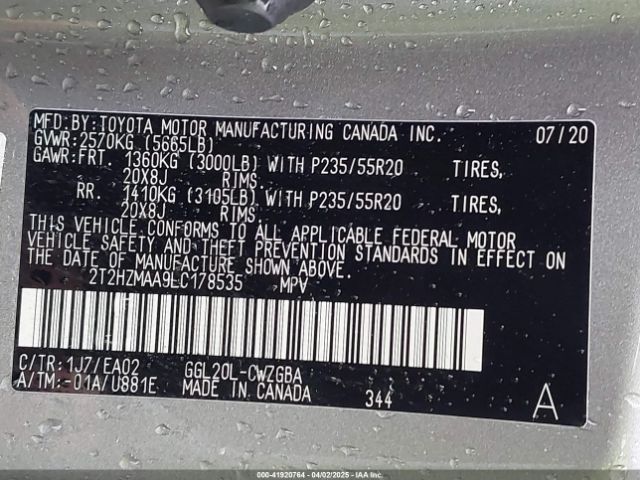 MFD. BY: TOYOTA MOTOR MANUFACTURING CANADA INC. 07/20
GVWR: 2570KG (5665LB)
GAWR: FRT. 1360KG (3000LB) WITH P235/55R20 TIRES,
20X8J RIMS.
RR. 1410KG (3105LB) WITH P235/55R20 TIRES,
20X8J RIMS.
THIS VEHICLE CONFORMS TO ALL APPLICABLE FEDERAL MOTOR
VEHICLE SAFETY AND THEFT PREVENTION STANDARDS IN EFFECT ON
THE DATE OF MANUFACTURE SHOWN ABOVE.
2T2HZMAA9LC178535 MPV
C/TR: 1J7/EA02 GGL20L-CWZGBA
A/TM: -01A/U881E MADE IN CANADA 344 A
000-41920764 - 04/02/2025 - IAA Inc.